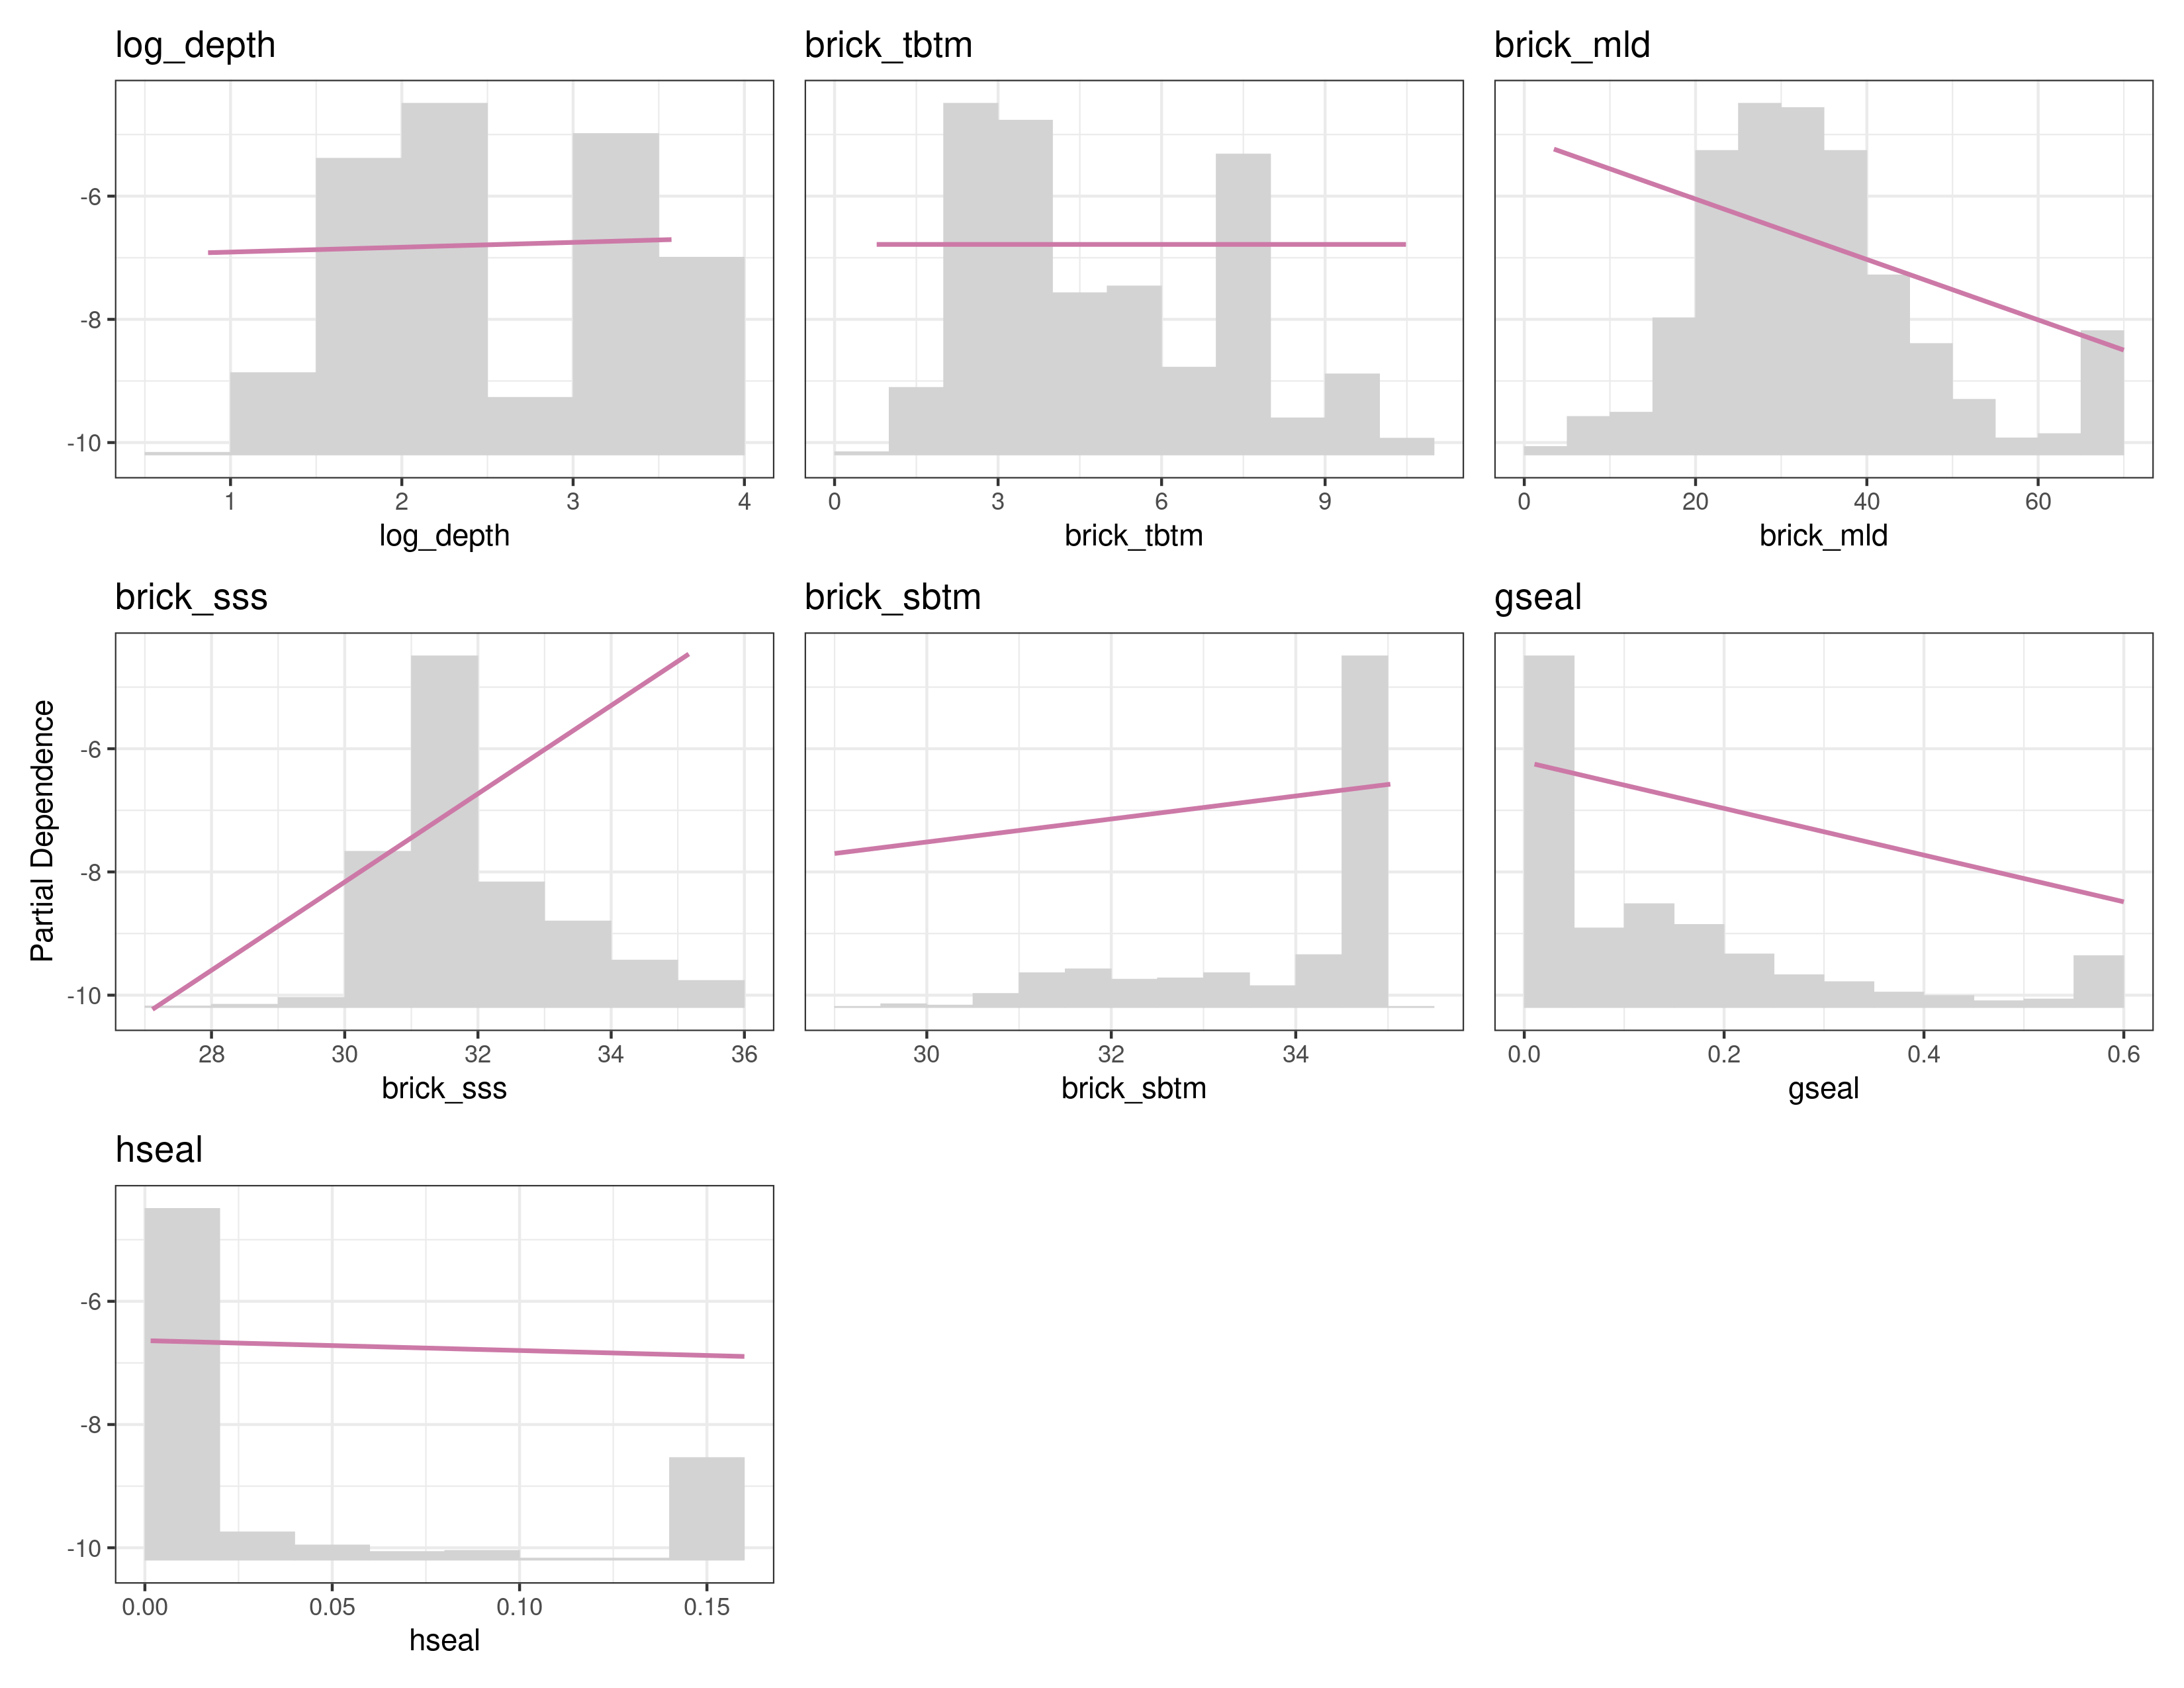 log_depth
brick_tbtm
brick_mld
-6
-8
-10
1 2 3 4
0 3 6 9
0 20 40 60
log_depth
brick_tbtm
brick_mld
brick_sss
brick_sbtm
gseal
Partial Dependence
-6
-8
-10
28 30 32 34 36
30 32 34
0.0 0.2 0.4 0.6
brick_sss
brick_sbtm
gseal
hseal
-6
-8
-10
0.00 0.05 0.10 0.15
hseal